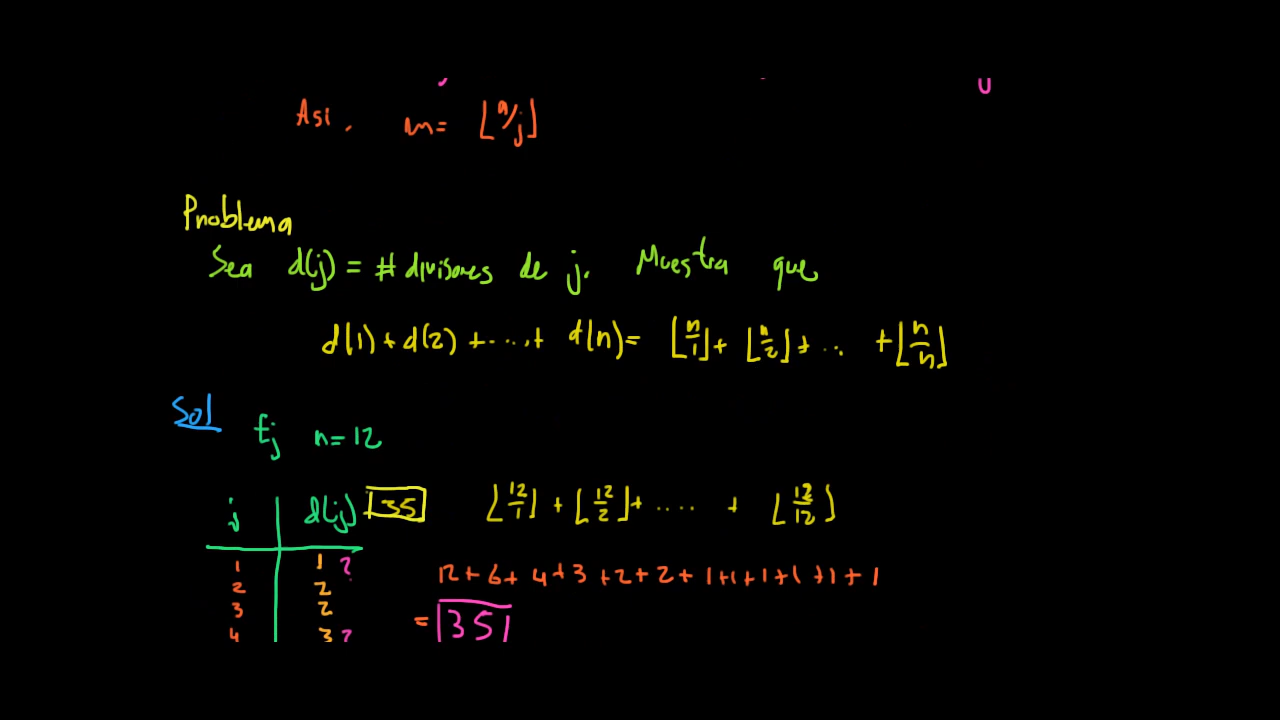 Así, m = ⌊n/j⌋
Problema
Sea d(j) = # divisores de j. Muestra que
d(1) + d(2) + ..., + d(n) = ⌊n/1⌋ + ⌊n/2⌋ + ... + ⌊n/n⌋
Sol
Ej n = 12
j d(j) 35 ⌊12/1⌋ + ⌊12/2⌋ + .... + ⌊12/12⌋
1 1 ?
12 + 6 + 4 + 3 + 2 + 2 + 1 + 1 + 1 + 1 + 1 + 1
2 2
3 2
= 35
4 3 ?